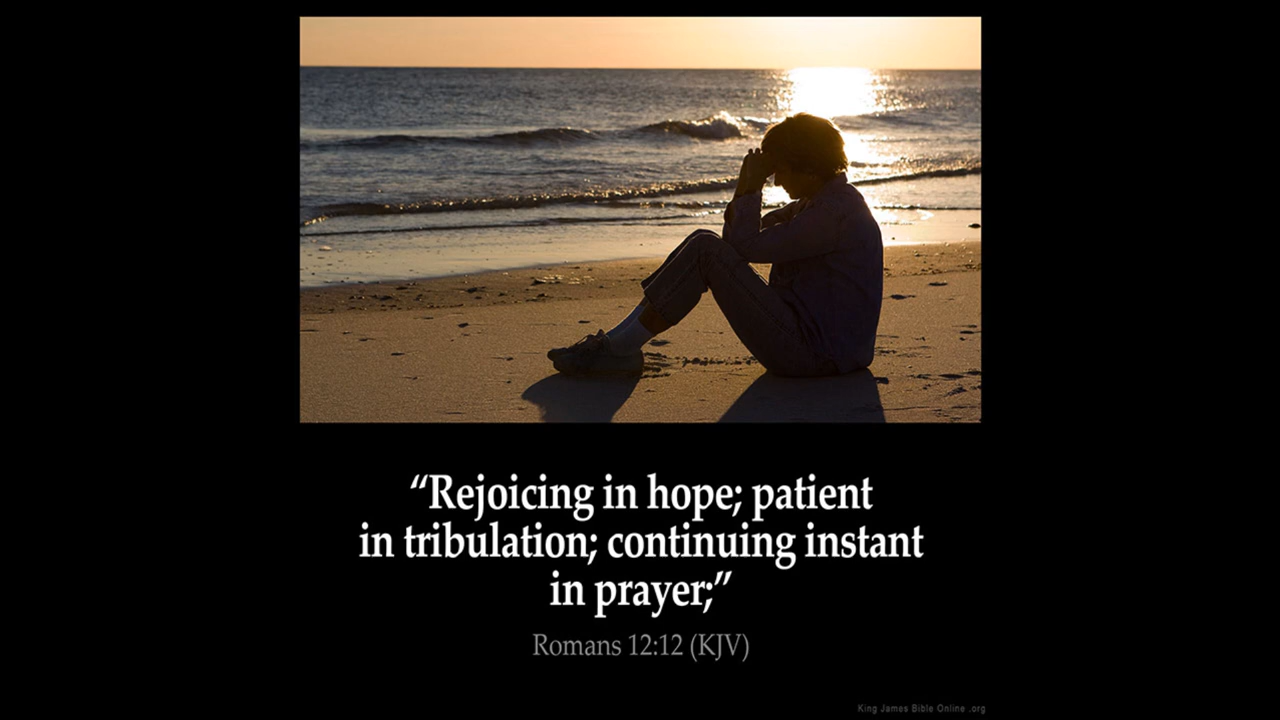 “Rejoicing in hope; patient
in tribulation; continuing instant
in prayer;”
Romans 12:12 (KJV)
King James Bible Online .org